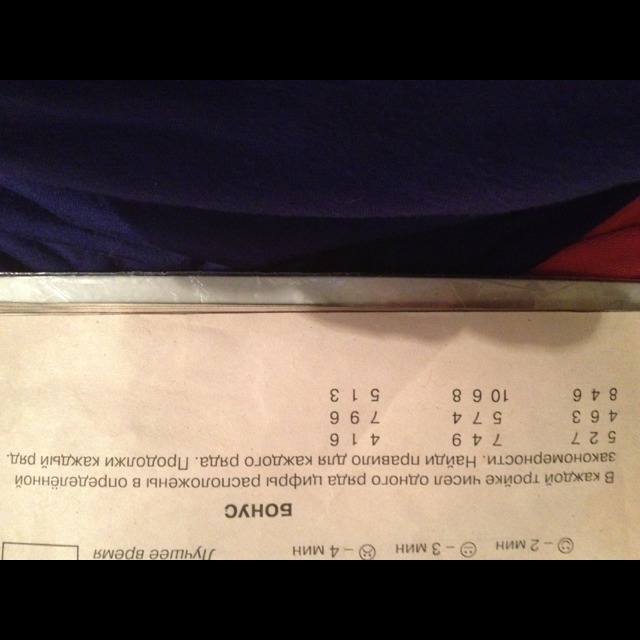 – 2 мин – 3 мин – 4 мин Лучшее время
БОНУС
В каждой тройке чисел одного ряда цифры расположены в определённой
закономерности. Найди правило для каждого ряда. Продолжи каждый ряд.
5 2 7 7 4 9 4 1 6
4 6 3 5 7 4 7 9 6
8 4 6 10 6 8 5 1 3